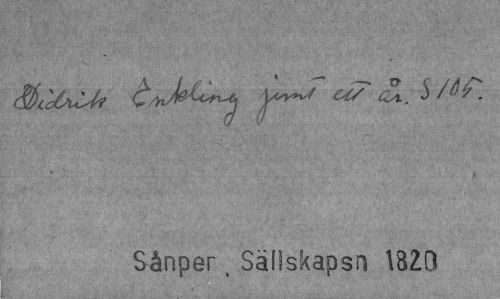 Didrik Enkling jemt ett år. S 105.
Sånper, Sällskapsn 1820